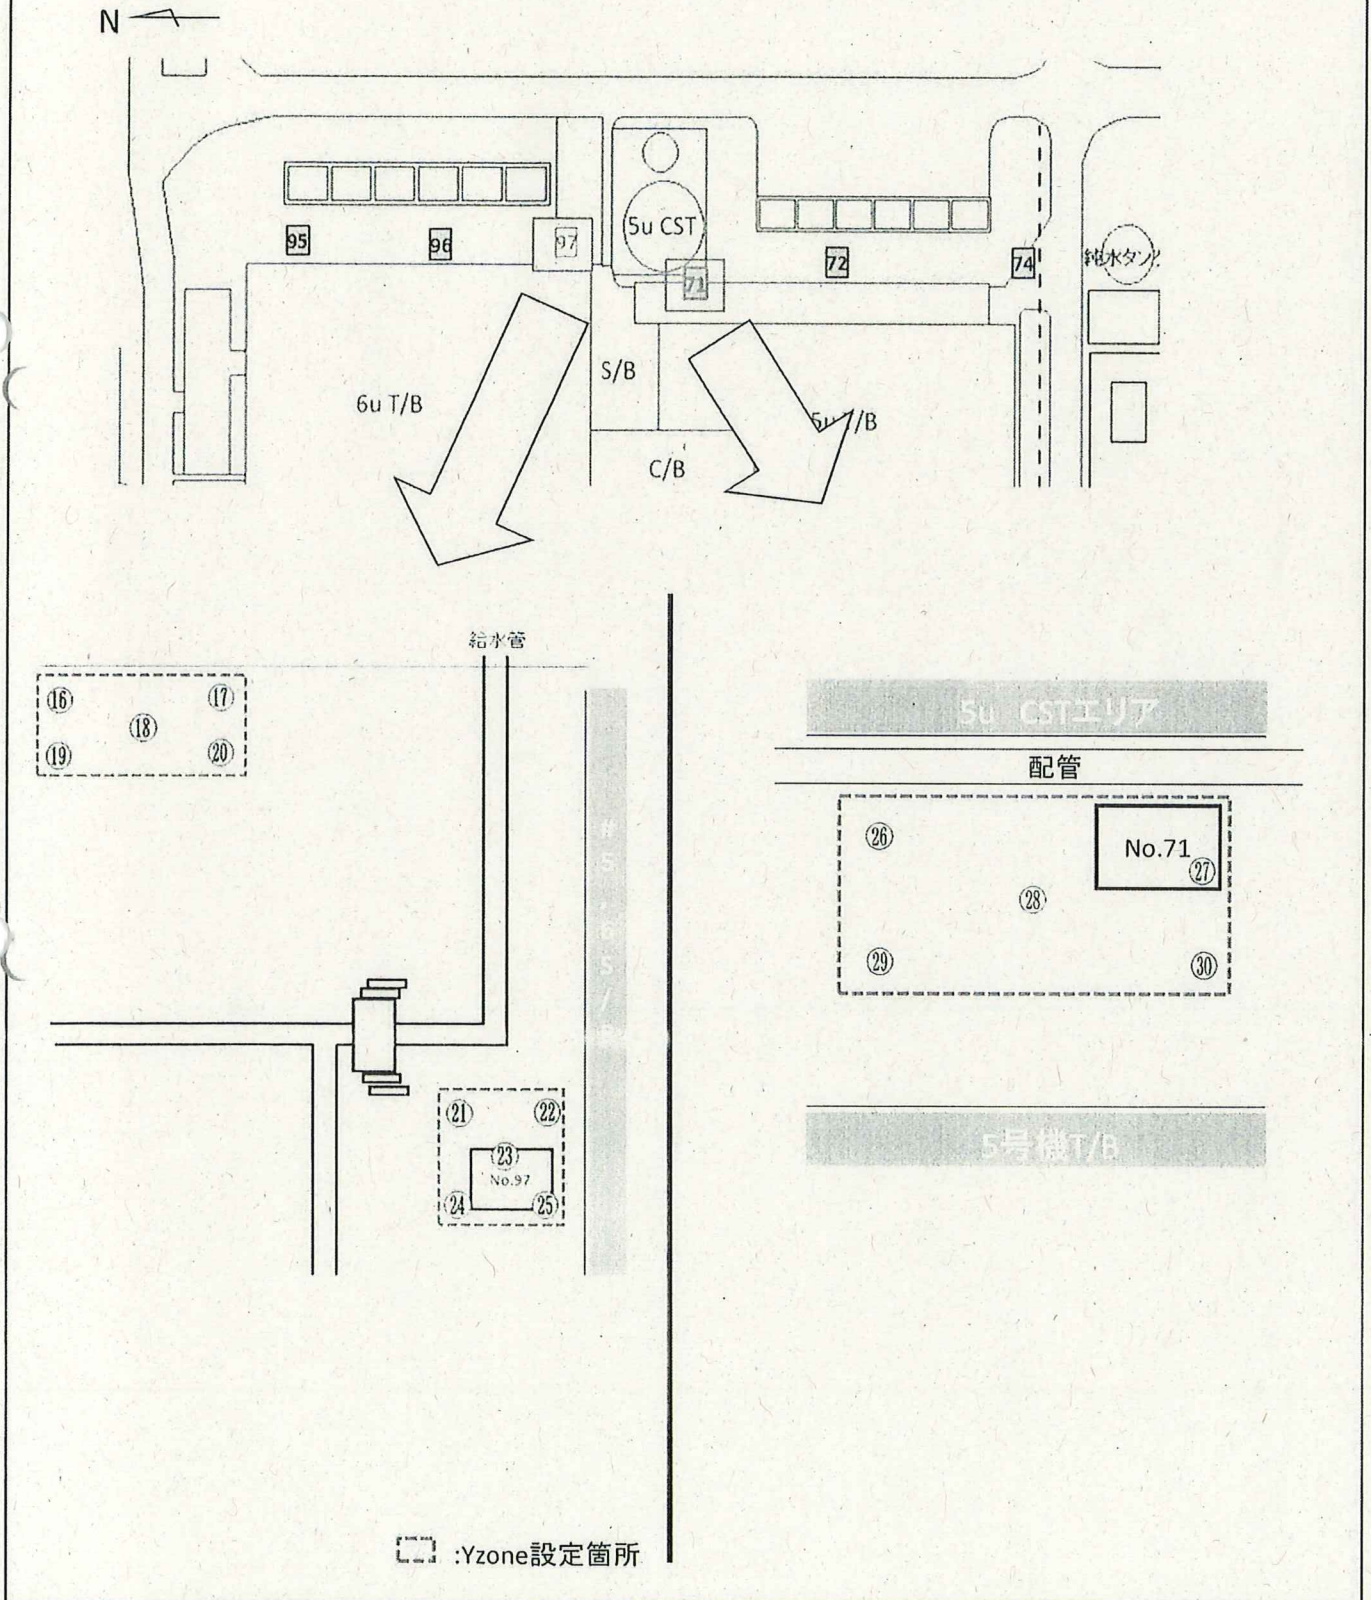 N
95
96
97
5u CST
71
72
74
純水タンク
6u T/B
S/B
C/B
給水管
⑯
⑰
⑱
⑲
⑳
㉑
㉒
㉓
No.97
㉔
㉕
5u CSTエリア
配管
㉖
No.71
㉗
㉘
㉙
㉚
5号機T/B
:Yzone設定箇所